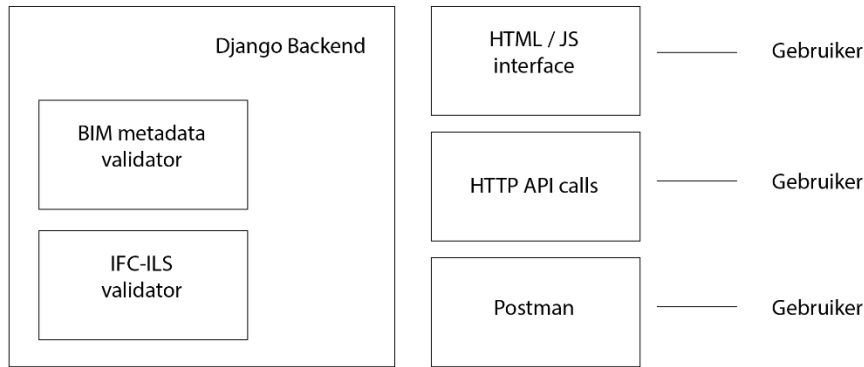 Django Backend
BIM metadata
validator
IFC-ILS
validator
HTML / JS
interface
Gebruiker
HTTP API calls
Gebruiker
Postman
Gebruiker